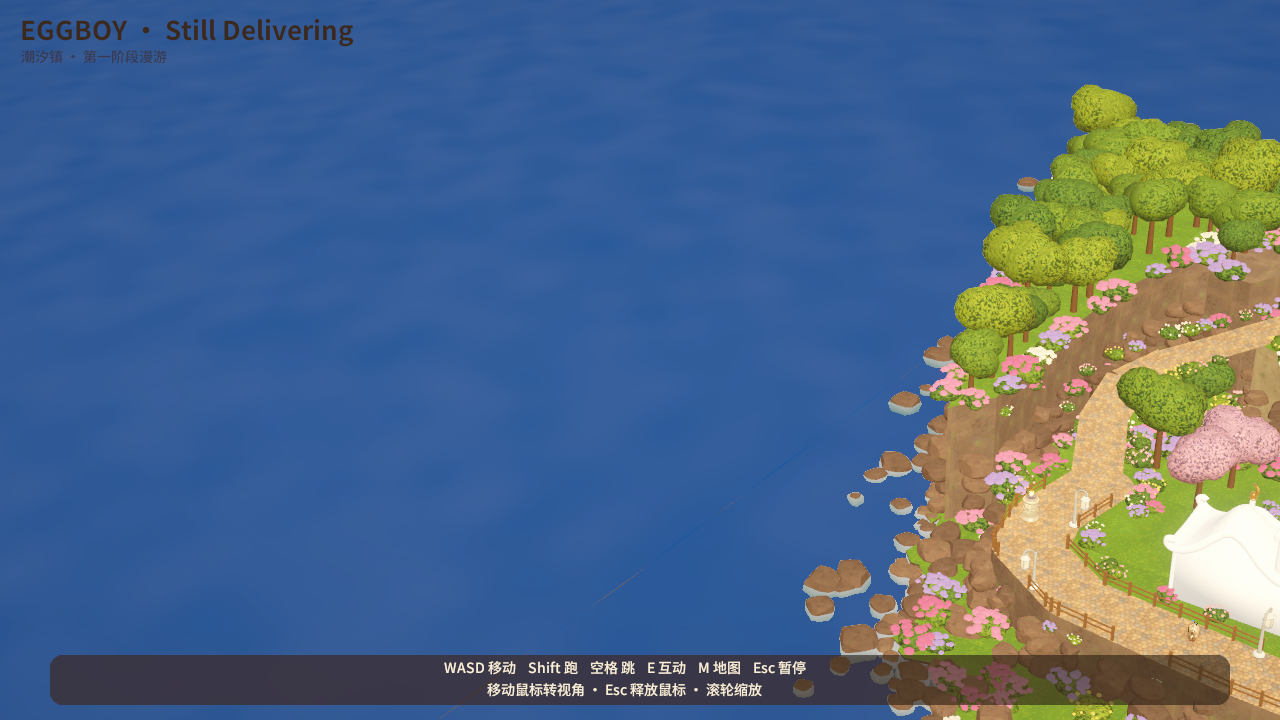 EGGBOY · Still Delivering
潮汐镇 · 第一阶段漫游
WASD 移动 Shift 跑 空格 跳 E 互动 M 地图 Esc 暂停
移动鼠标转视角 · Esc 释放鼠标 · 滚轮缩放